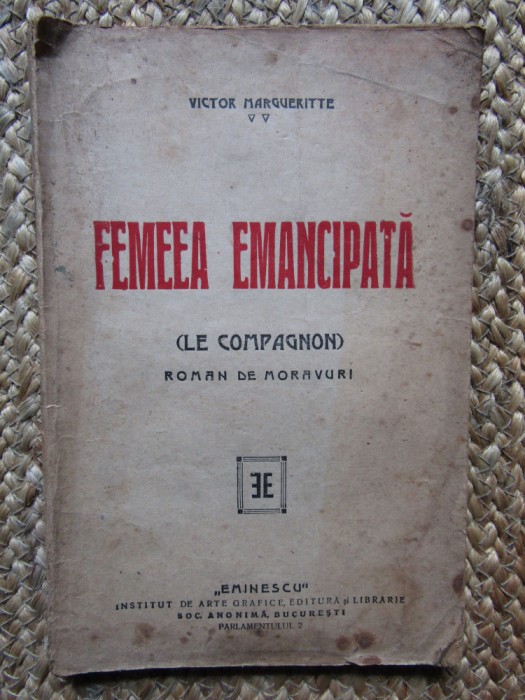 VICTOR MARGUERITTE
FEMEEA EMANCIPATĂ
(LE COMPAGNON)
ROMAN DE MORAVURI
EE
„EMINESCU"
INSTITUT DE ARTE GRAFICE, EDITURĂ și LIBRĂRIE
SOC. ANONIMĂ, BUCUREȘTI
PARLAMENTULUI 2